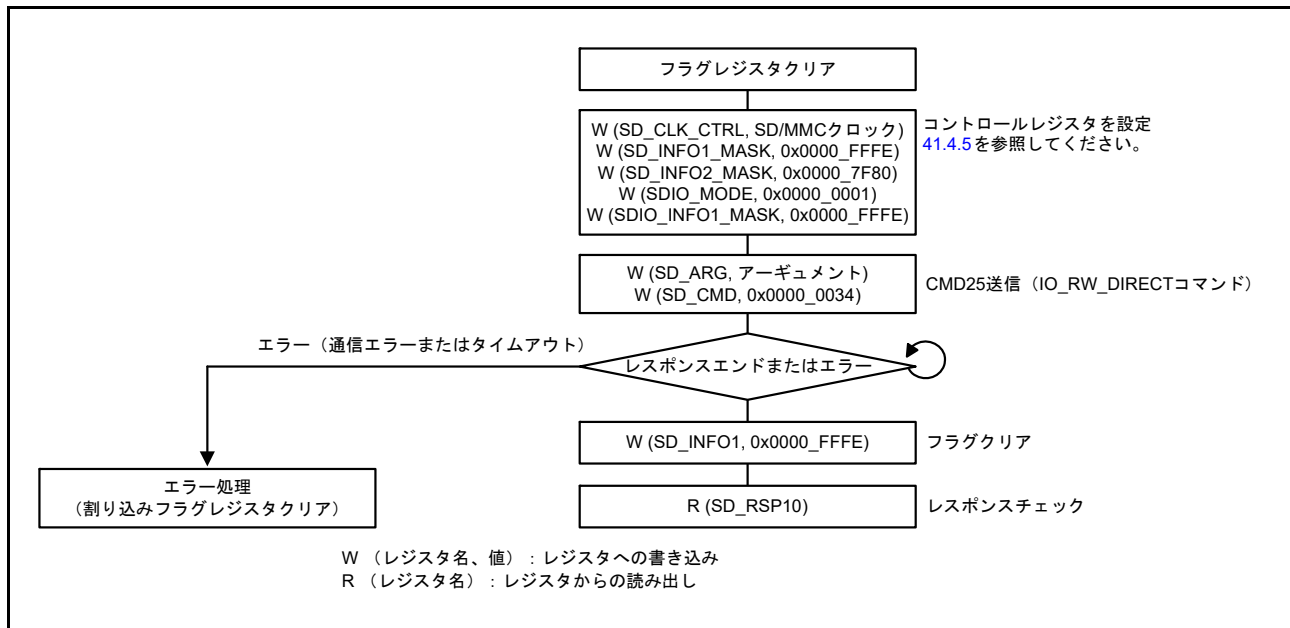 フラグレジスタクリア
W (SD_CLK_CTRL, SD/MMCクロック)
W (SD_INFO1_MASK, 0x0000_FFFE)
W (SD_INFO2_MASK, 0x0000_7F80)
W (SDIO_MODE, 0x0000_0001)
W (SDIO_INFO1_MASK, 0x0000_FFFE)
コントロールレジスタを設定
41.4.5を参照してください。
W (SD_ARG, アーギュメント)
W (SD_CMD, 0x0000_0034)
CMD25送信（IO_RW_DIRECTコマンド）
エラー（通信エラーまたはタイムアウト）
レスポンスエンドまたはエラー
W (SD_INFO1, 0x0000_FFFE)
フラグクリア
エラー処理
（割り込みフラグレジスタクリア）
R (SD_RSP10)
レスポンスチェック
W （レジスタ名、値）：レジスタへの書き込み
R （レジスタ名）：レジスタからの読み出し